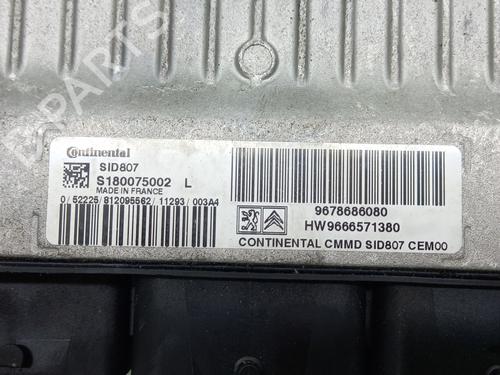 Continental
SID807
S180075002 L
MADE IN FRANCE
0/52225/812095562/11293/003A4
9678686080
HW9666571380
CONTINENTAL CMMD SID807 CEM00